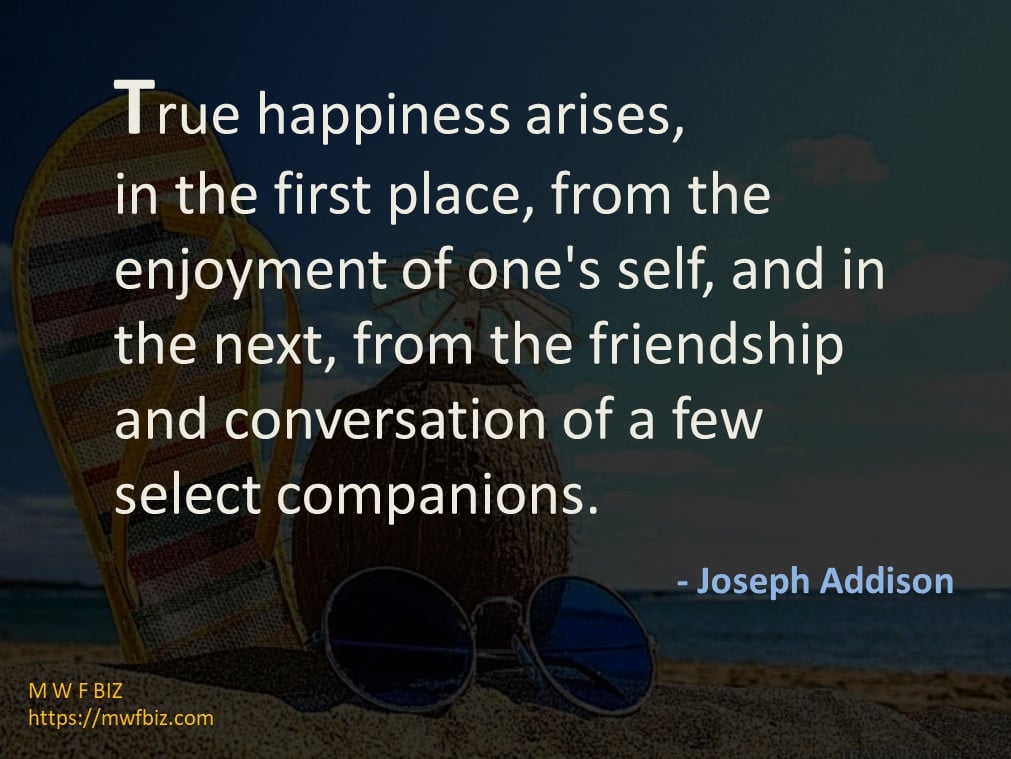 True happiness arises,
in the first place, from the
enjoyment of one's self, and in
the next, from the friendship
and conversation of a few
select companions.
- Joseph Addison
M W F BIZ
https://mwfbiz.com